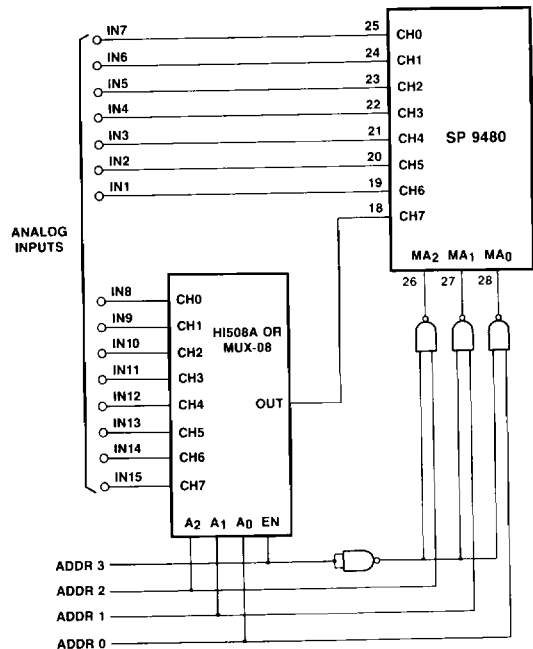 IN7 25 CH0
IN6 24 CH1
IN5 23 CH2
IN4 22 CH3
IN3 21 CH4 SP 9480
IN2 20 CH5
IN1 19 CH6
18 CH7
ANALOG
INPUTS
MA2 MA1 MA0
26 27 28
IN8 CH0
IN9 CH1
IN10 CH2
IN11 CH3
IN12 CH4
IN13 CH5
IN14 CH6
IN15 CH7
HI508A OR
MUX-08
OUT
A2 A1 A0 EN
ADDR 3
ADDR 2
ADDR 1
ADDR 0